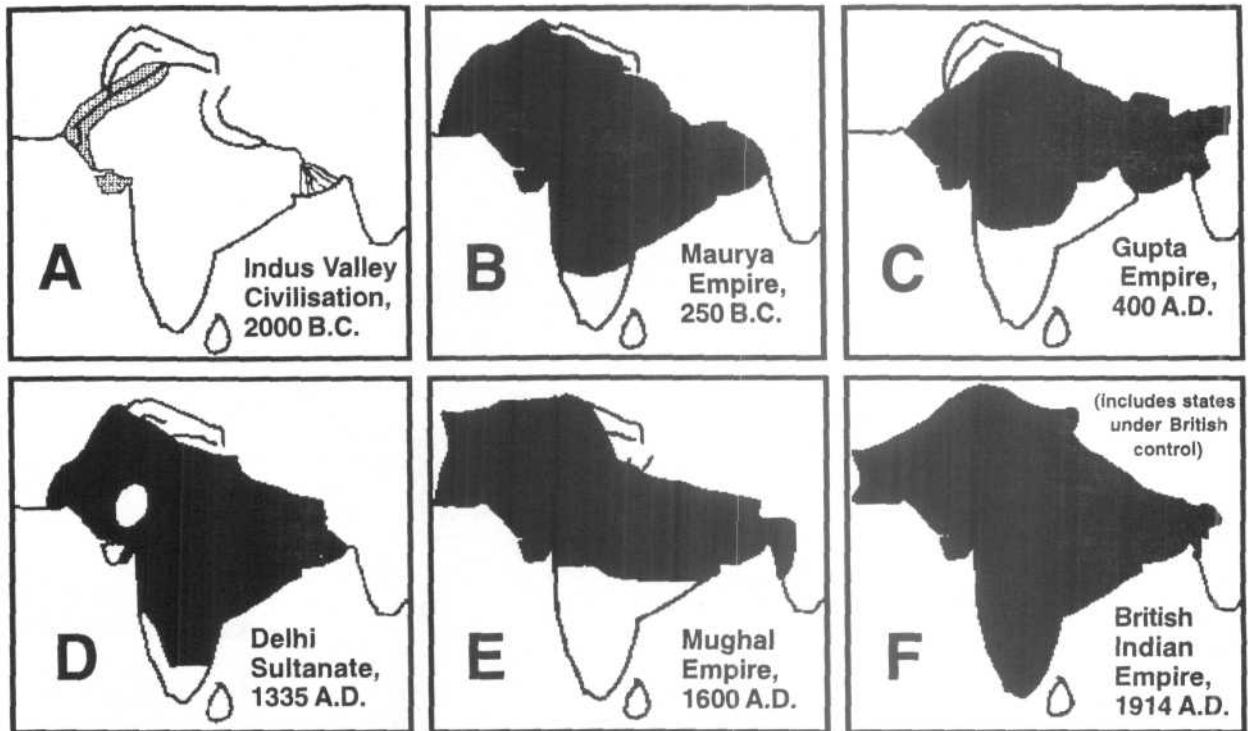 A
Indus Valley
Civilisation,
2000 B.C.
B
Maurya
Empire,
250 B.C.
C
Gupta
Empire,
400 A.D.
D
Delhi
Sultanate,
1335 A.D.
E
Mughal
Empire,
1600 A.D.
(includes states
under British
control)
F
British
Indian
Empire,
1914 A.D.